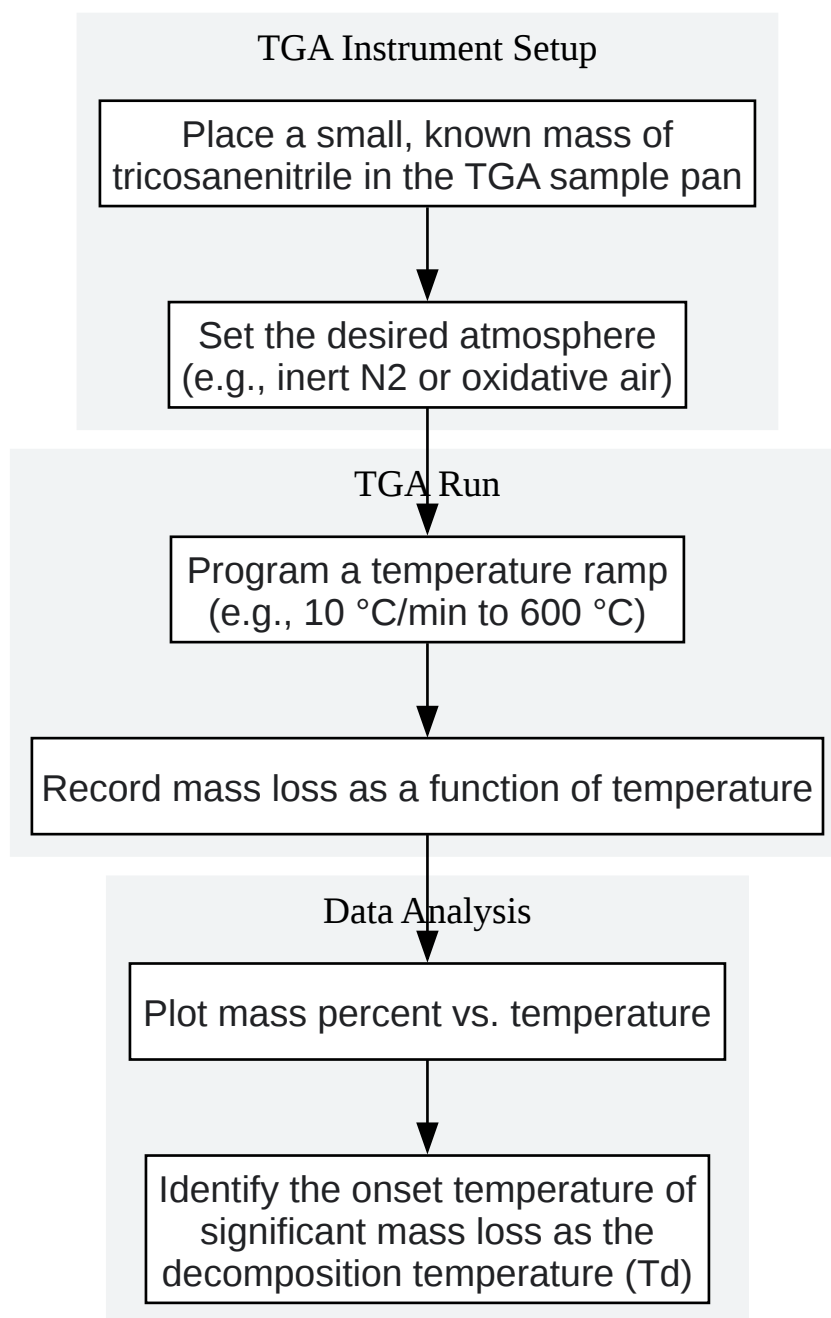 TGA Instrument Setup
Place a small, known mass of
tricosanenitrile in the TGA sample pan
Set the desired atmosphere
(e.g., inert N2 or oxidative air)
TGA Run
Program a temperature ramp
(e.g., 10 °C/min to 600 °C)
Record mass loss as a function of temperature
Data Analysis
Plot mass percent vs. temperature
Identify the onset temperature of
significant mass loss as the
decomposition temperature (Td)